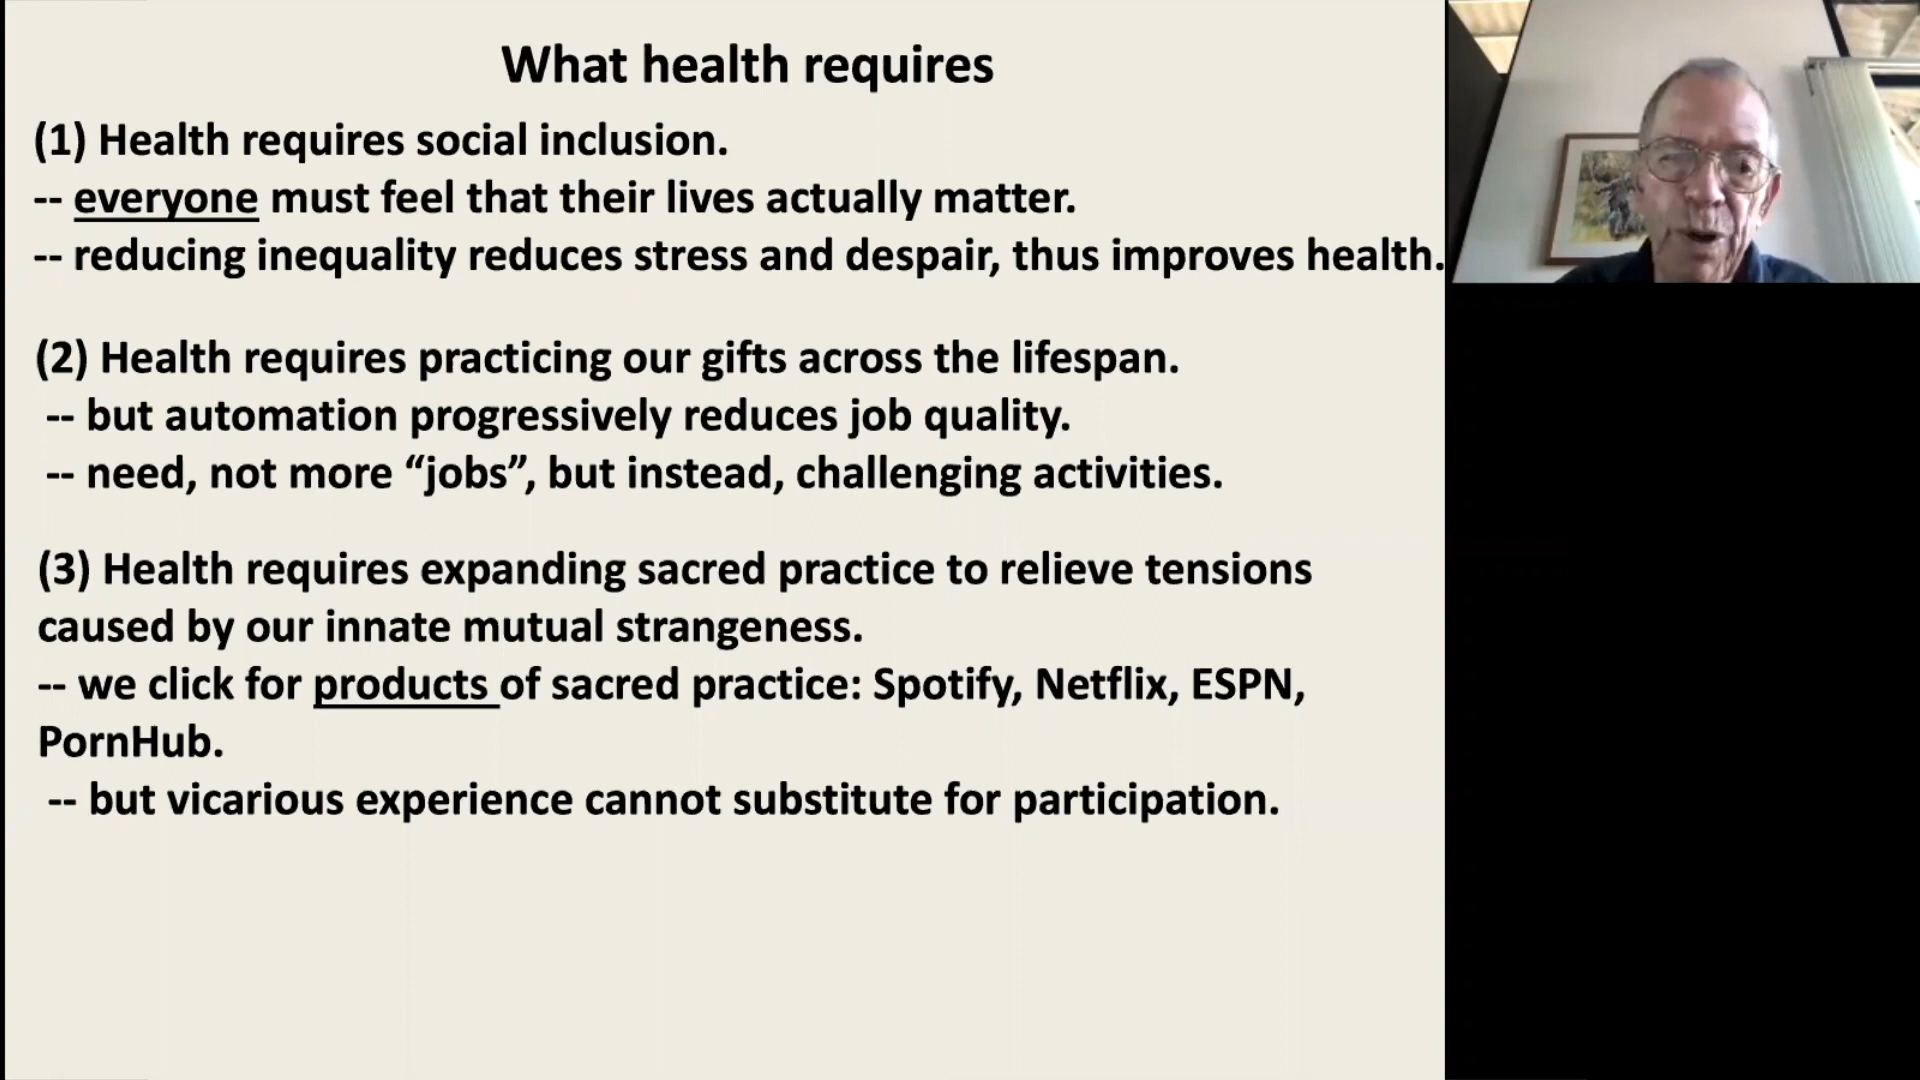 What health requires
(1) Health requires social inclusion.
-- everyone must feel that their lives actually matter.
-- reducing inequality reduces stress and despair, thus improves health.
(2) Health requires practicing our gifts across the lifespan.
-- but automation progressively reduces job quality.
-- need, not more “jobs”, but instead, challenging activities.
(3) Health requires expanding sacred practice to relieve tensions
caused by our innate mutual strangeness.
-- we click for products of sacred practice: Spotify, Netflix, ESPN,
PornHub.
-- but vicarious experience cannot substitute for participation.